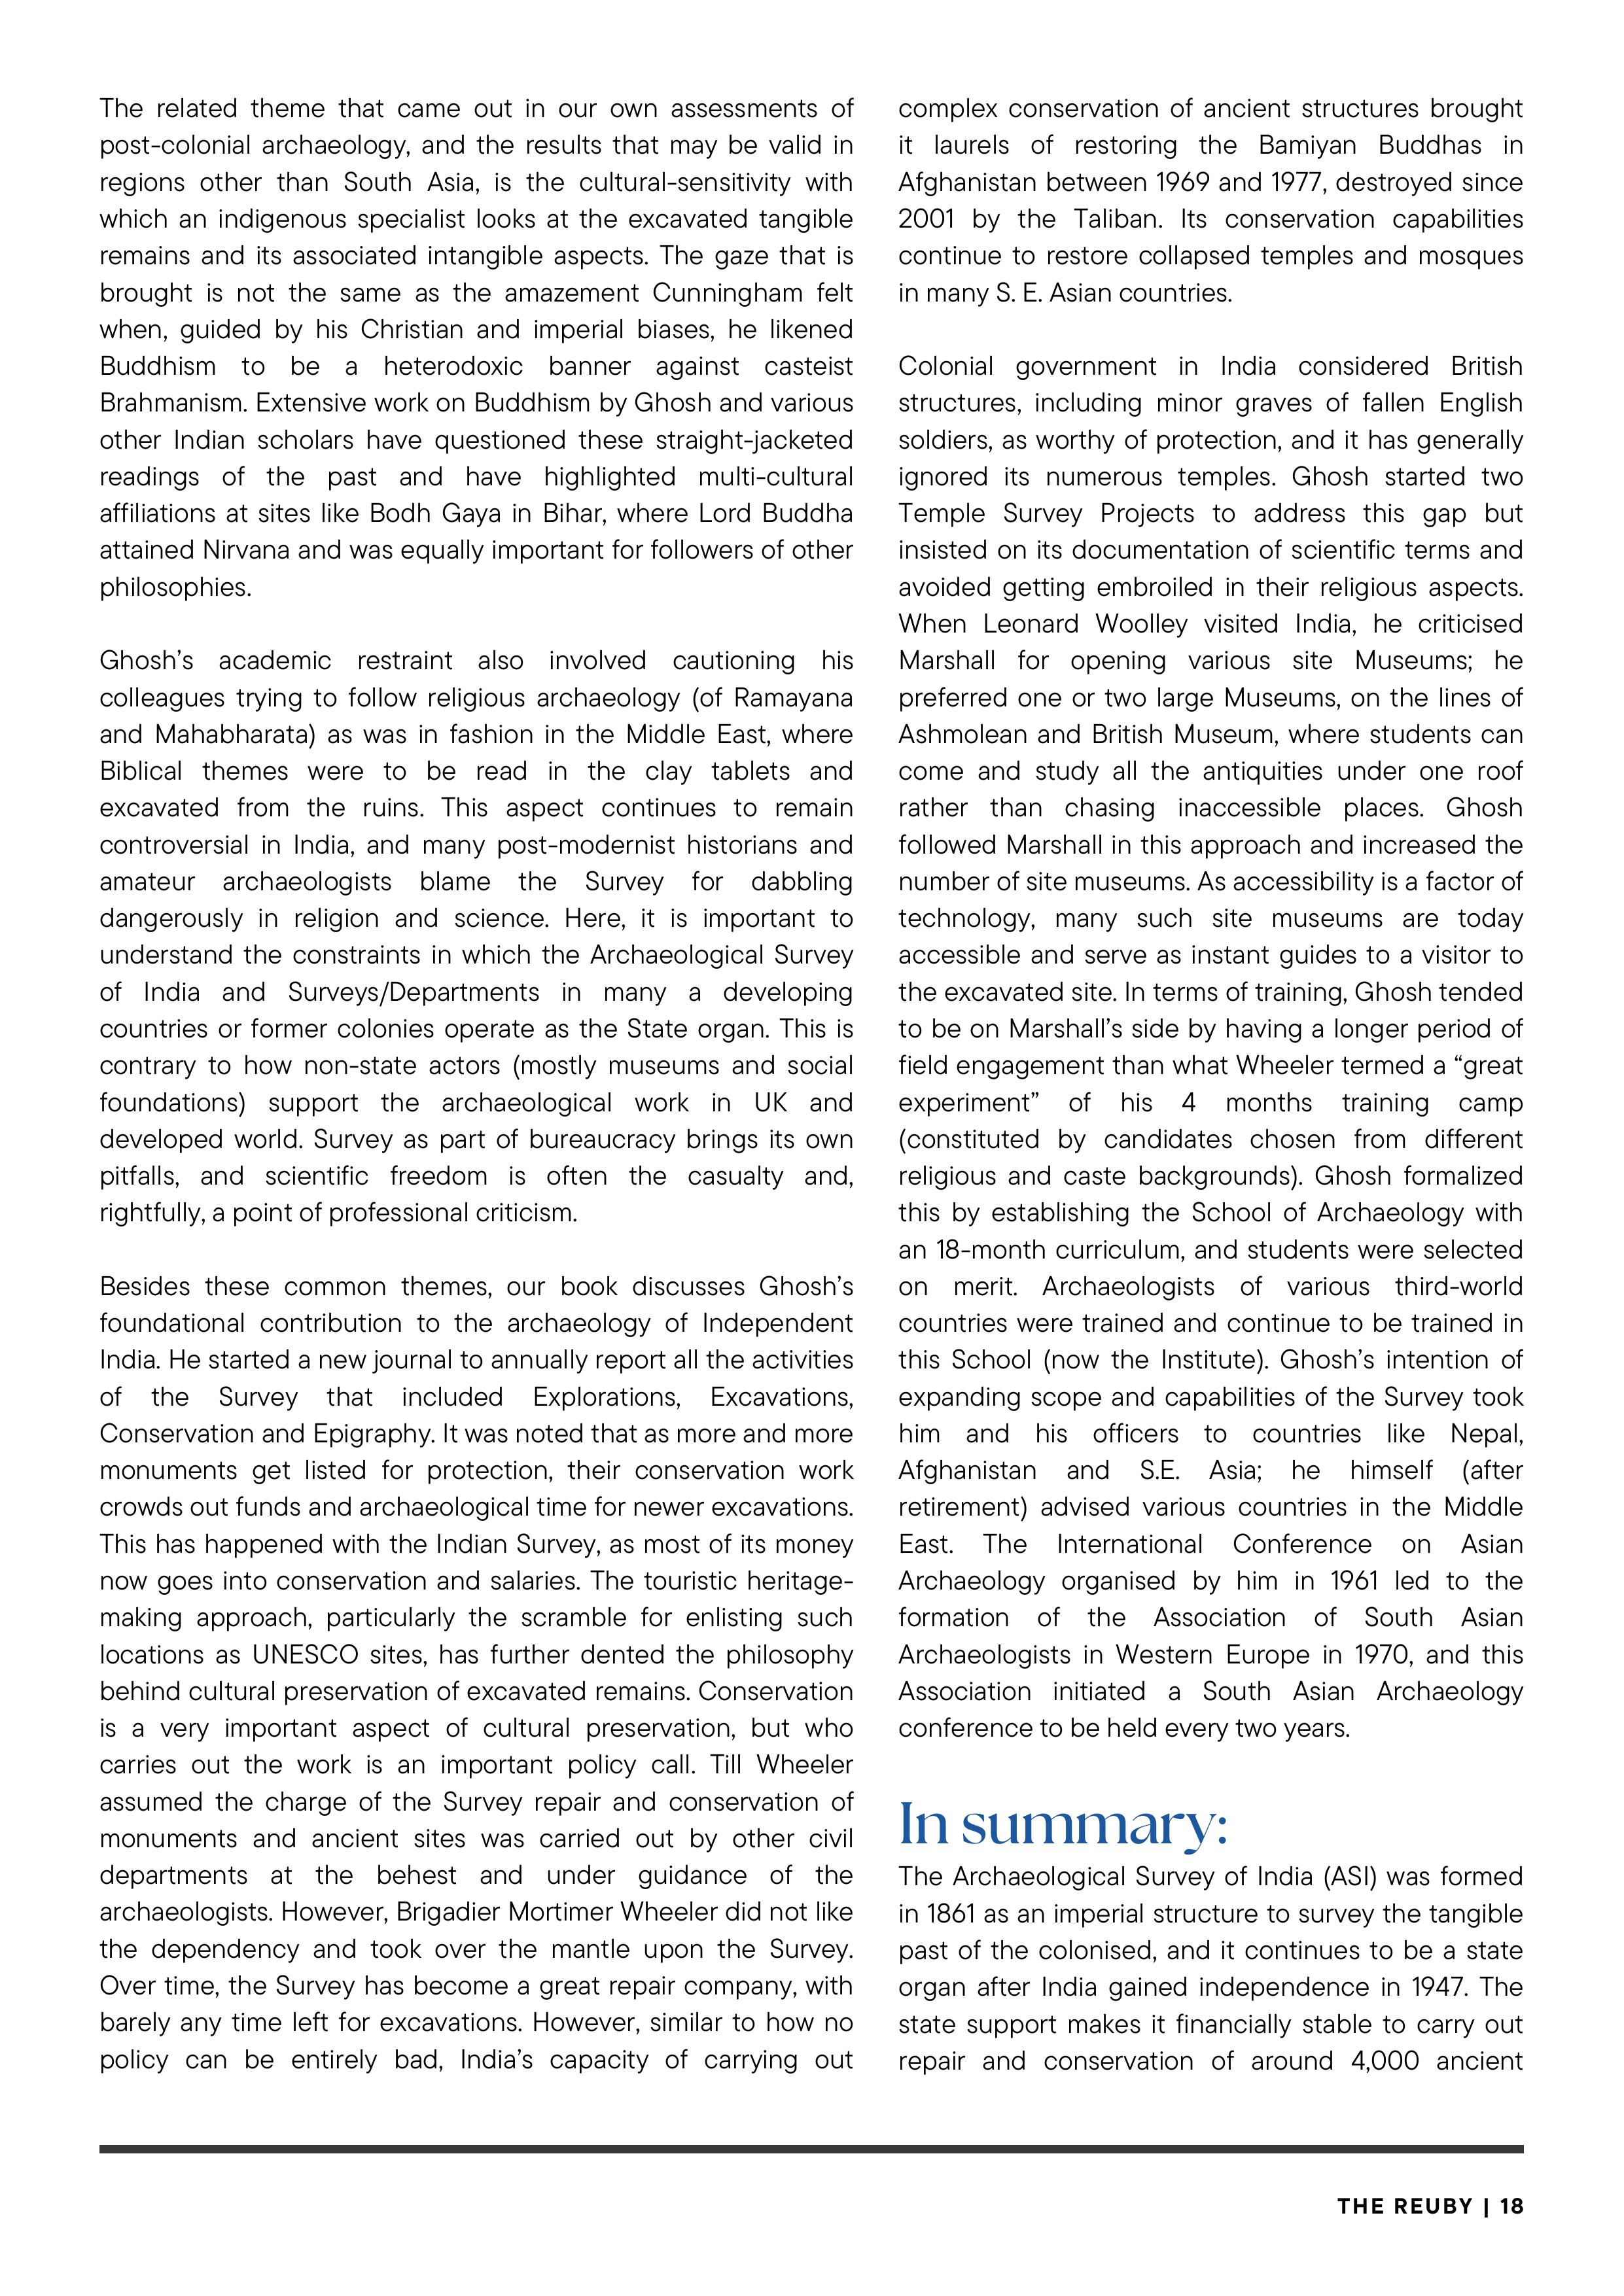 The related theme that came out in our own assessments of
post-colonial archaeology, and the results that may be valid in
regions other than South Asia, is the cultural-sensitivity with
which an indigenous specialist looks at the excavated tangible
remains and its associated intangible aspects. The gaze that is
brought is not the same as the amazement Cunningham felt
when, guided by his Christian and imperial biases, he likened
Buddhism to be a heterodoxic banner against casteist
Brahmanism. Extensive work on Buddhism by Ghosh and various
other Indian scholars have questioned these straight-jacketed
readings of the past and have highlighted multi-cultural
affiliations at sites like Bodh Gaya in Bihar, where Lord Buddha
attained Nirvana and was equally important for followers of other
philosophies.
Ghosh's academic restraint also involved cautioning his
colleagues trying to follow religious archaeology (of Ramayana
and Mahabharata) as was in fashion in the Middle East, where
Biblical themes were to be read in the clay tablets and
excavated from the ruins. This aspect continues to remain
controversial in India, and many post-modernist historians and
amateur archaeologists blame the Survey for dabbling
dangerously in religion and science. Here, it is important to
understand the constraints in which the Archaeological Survey
of India and Surveys/Departments in many a developing
countries or former colonies operate as the State organ. This is
contrary to how non-state actors (mostly museums and social
foundations) support the archaeological work in UK and
developed world. Survey as part of bureaucracy brings its own
pitfalls, and scientific freedom is often the casualty and,
rightfully, a point of professional criticism.
Besides these common themes, our book discusses Ghosh's
foundational contribution to the archaeology of Independent
India. He started a new journal to annually report all the activities
of the Survey that included Explorations, Excavations,
Conservation and Epigraphy. It was noted that as more and more
monuments get listed for protection, their conservation work
crowds out funds and archaeological time for newer excavations.
This has happened with the Indian Survey, as most of its money
now goes into conservation and salaries. The touristic heritage-
making approach, particularly the scramble for enlisting such
locations as UNESCO sites, has further dented the philosophy
behind cultural preservation of excavated remains. Conservation
is a very important aspect of cultural preservation, but who
carries out the work is an important policy call. Till Wheeler
assumed the charge of the Survey repair and conservation of
monuments and ancient sites was carried out by other civil
departments at the behest and under guidance of the
archaeologists. However, Brigadier Mortimer Wheeler did not like
the dependency and took over the mantle upon the Survey.
Over time, the Survey has become a great repair company, with
barely any time left for excavations. However, similar to how no
policy can be entirely bad, India's capacity of carrying out
complex conservation of ancient structures brought
it laurels of restoring the Bamiyan Buddhas in
Afghanistan between 1969 and 1977, destroyed since
2001 by the Taliban. Its conservation capabilities
continue to restore collapsed temples and mosques
in many S. E. Asian countries.
Colonial government in India considered British
structures, including minor graves of fallen English
soldiers, as worthy of protection, and it has generally
ignored its numerous temples. Ghosh started two
Temple Survey Projects to address this gap but
insisted on its documentation of scientific terms and
avoided getting embroiled in their religious aspects.
When Leonard Woolley visited India, he criticised
Marshall for opening various site Museums; he
preferred one or two large Museums, on the lines of
Ashmolean and British Museum, where students can
come and study all the antiquities under one roof
rather than chasing inaccessible places. Ghosh
followed Marshall in this approach and increased the
number of site museums. As accessibility is a factor of
technology, many such site museums are today
accessible and serve as instant guides to a visitor to
the excavated site. In terms of training, Ghosh tended
to be on Marshall's side by having a longer period of
field engagement than what Wheeler termed a “great
experiment” of his 4 months training camp
(constituted by candidates chosen from different
religious and caste backgrounds). Ghosh formalized
this by establishing the School of Archaeology with
an 18-month curriculum, and students were selected
on merit. Archaeologists of various third-world
countries were trained and continue to be trained in
this School (now the Institute). Ghosh's intention of
expanding scope and capabilities of the Survey took
him and his officers to countries like Nepal,
Afghanistan and S.E. Asia; he himself (after
retirement) advised various countries in the Middle
East. The International Conference on Asian
Archaeology organised by him in 1961 led to the
formation of the Association of South Asian
Archaeologists in Western Europe in 1970, and this
Association initiated a South Asian Archaeology
conference to be held every two years.
In summary:
The Archaeological Survey of India (ASI) was formed
in 1861 as an imperial structure to survey the tangible
past of the colonised, and it continues to be a state
organ after India gained independence in 1947. The
state support makes it financially stable to carry out
repair and conservation of around 4,000 ancient
THE REUBY | 18